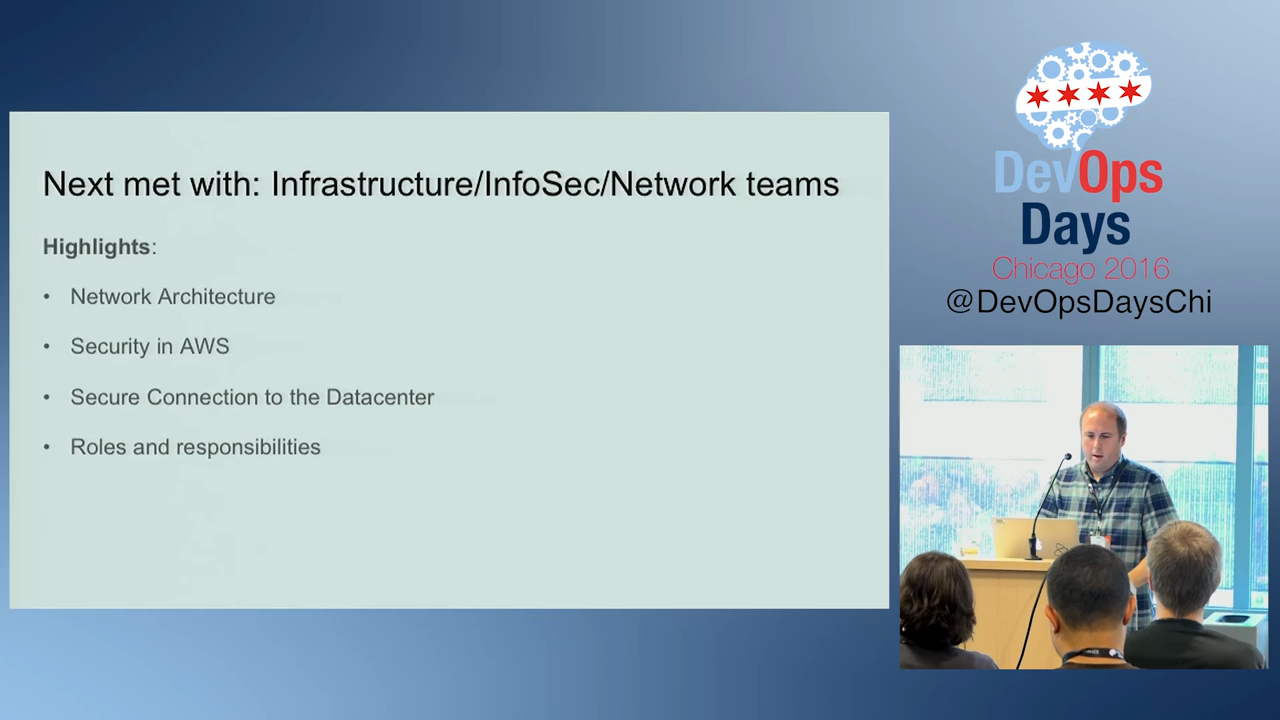 Next met with: Infrastructure/InfoSec/Network teams
Highlights:
• Network Architecture
• Security in AWS
• Secure Connection to the Datacenter
• Roles and responsibilities
DevOps
Days
Chicago 2016
@DevOpsDaysChi